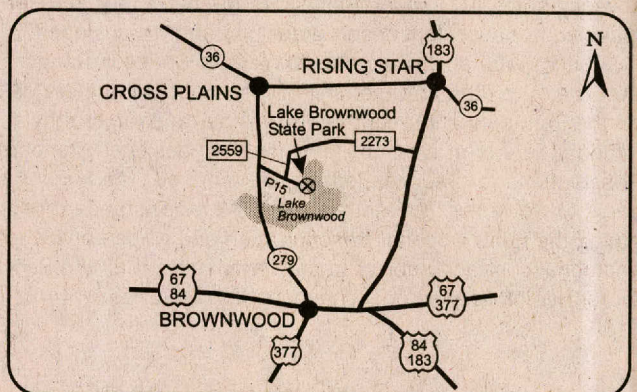 183
N
36
RISING STAR
CROSS PLAINS
36
Lake Brownwood
State Park
2273
2559
P15
Lake
Brownwood
279
67
84
67
377
BROWNWOOD
377
84
183